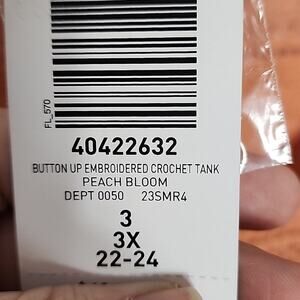 FL_570
40422632
BUTTON UP EMBROIDERED CROCHET TANK
PEACH BLOOM
DEPT 0050 23SMR4
3
3X
22-24